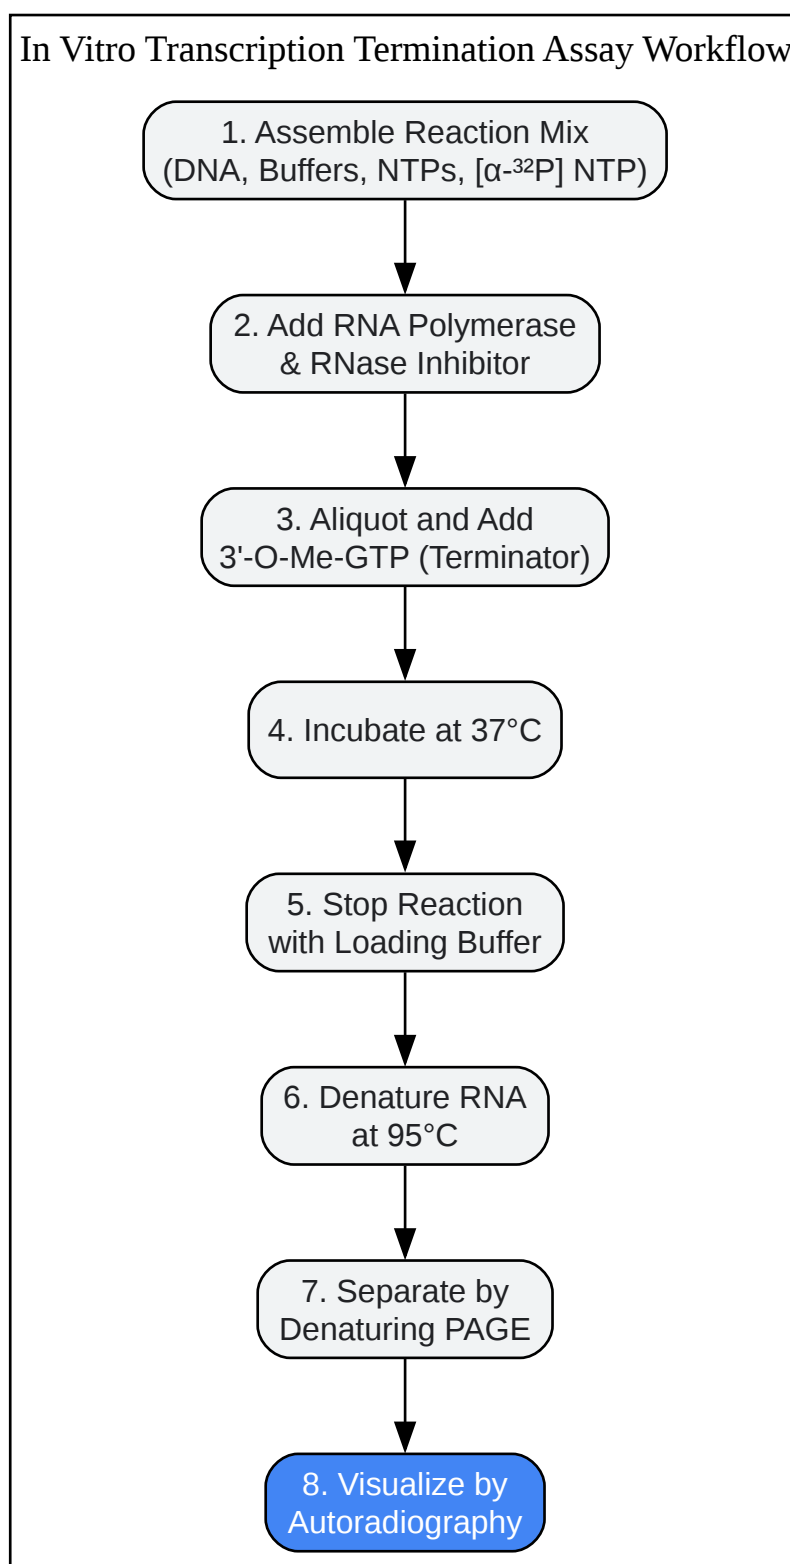 In Vitro Transcription Termination Assay Workflow
1. Assemble Reaction Mix
(DNA, Buffers, NTPs, [α-³²P] NTP)
2. Add RNA Polymerase
& RNase Inhibitor
3. Aliquot and Add
3'-O-Me-GTP (Terminator)
4. Incubate at 37°C
5. Stop Reaction
with Loading Buffer
6. Denature RNA
at 95°C
7. Separate by
Denaturing PAGE
8. Visualize by
Autoradiography